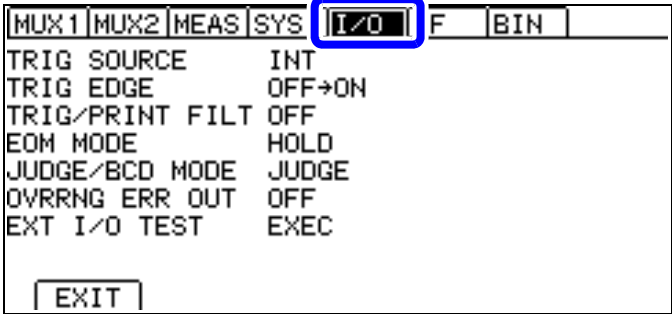 MUX1 MUX2 MEAS SYS I/O F BIN
TRIG SOURCE INT
TRIG EDGE OFF→ON
TRIG/PRINT FILT OFF
EOM MODE HOLD
JUDGE/BCD MODE JUDGE
OVRRNG ERR OUT OFF
EXT I/O TEST EXEC
EXIT